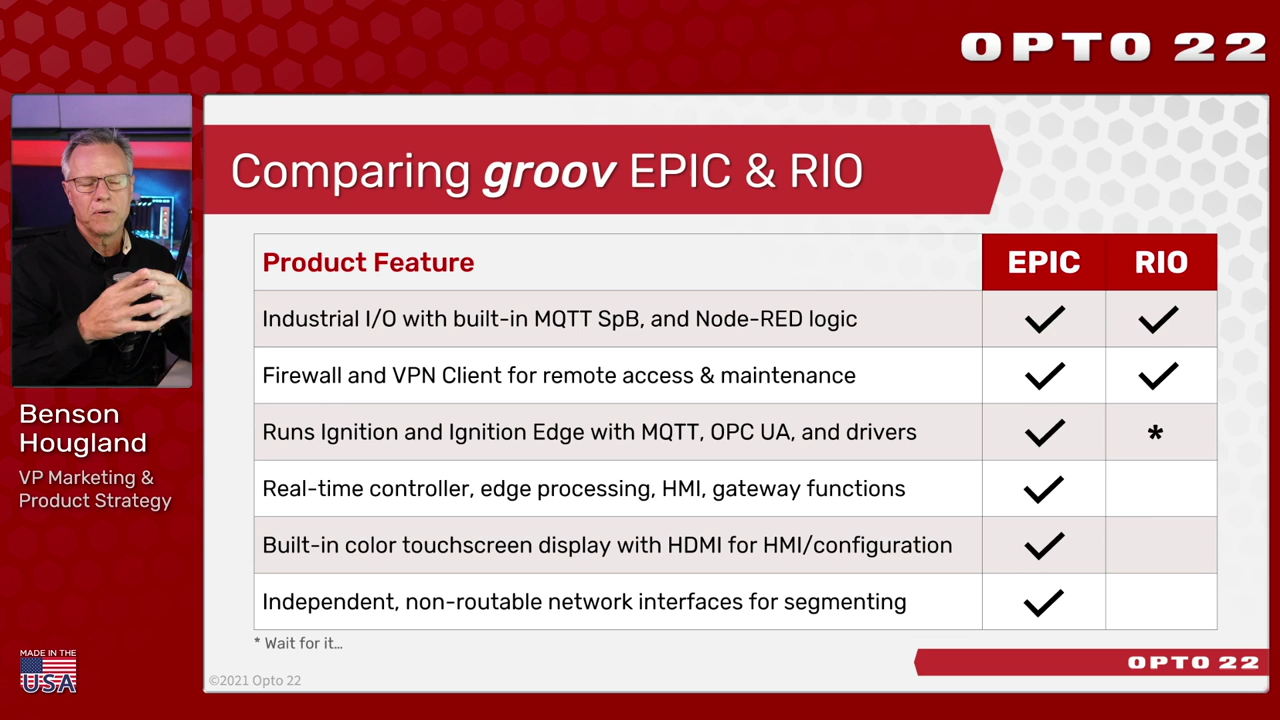 OPTO 22
Comparing groov EPIC & RIO
Product Feature EPIC RIO
Industrial I/O with built-in MQTT SpB, and Node-RED logic ✓ ✓
Firewall and VPN Client for remote access & maintenance ✓ ✓
Runs Ignition and Ignition Edge with MQTT, OPC UA, and drivers ✓ *
Real-time controller, edge processing, HMI, gateway functions ✓
Built-in color touchscreen display with HDMI for HMI/configuration ✓
Independent, non-routable network interfaces for segmenting ✓
* Wait for it…
Benson
Hougland
VP Marketing &
Product Strategy
MADE IN THE
USA
©2021 Opto 22
OPTO 22